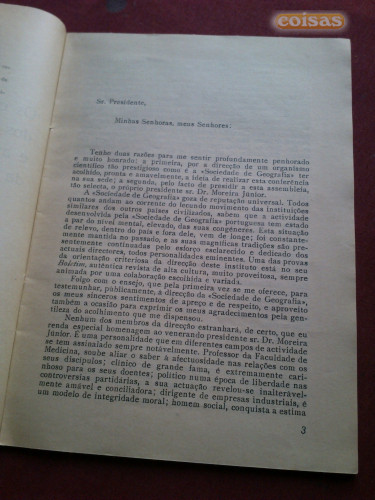 coisas
Sr. Presidente,
Minhas Senhoras, meus Senhores:
Tenho duas razões para me sentir profundamente penhorado
e muito honrado: a primeira, por a direcção de um organismo
científico tão prestigioso como é a «Sociedade de Geografia» ter
acolhido, pronta e amavelmente, a ideia de realizar esta conferência
na sua sede; a segunda, pelo facto de presidir a esta assembleia,
tão selecta, o próprio presidente sr. Dr. Moreira Júnior.
A «Sociedade de Geografia» goza de reputação universal. Todos
quantos andam ao corrente do fecundo movimento das instituições
similares dos outros países civilizados, sabem que a actividade
desenvolvida pela «Sociedade de Geografia» portuguesa tem estado
a par do nível mental, elevado, das suas congéneres. Esta situação
de relevo, dentro do país e fora dele, vem de longe; foi constante-
mente mantida no passado, e as suas magníficas tradições são pre-
sentemente continuadas pelo esforço esclarecido e dedicado dos
actuais directores, todos personalidades eminentes. Uma das provas
da orientação criteriosa da direcção deste instituto está no seu
Boletim, autêntica revista de alta cultura, muito proveitosa, sempre
animada por uma colaboração escolhida e variada.
Folgo com o ensejo, que pela primeira vez se me oferece, para
testemunhar, públicamente, a direcção da «Sociedade de Geografia»,
os meus sinceros sentimentos de apreço e de respeito, e aproveito
também a ocasião para exprimir os meus agradecimentos pela gen-
tileza do acolhimento que me dispensou.
Nenhum dos membros da direcção estranhará, de certo, que eu
renda especial homenagem ao venerando presidente sr. Dr. Moreira
Júnior. É uma personalidade que em diferentes campos de actividade
se tem assinalado sempre notàvelmente. Professor da Faculdade de
Medicina, soube aliar o saber à afectuosidade nas relações com os
seus discípulos; clínico de grande fama, é extremamente cari-
nhoso para os seus doentes; político numa época de liberdade nas
controvérsias partidárias, a sua actuação revelou-se inalteràvel-
mente amável e conciliadora; dirigente de empresas industriais, é
um modelo de integridade moral; homem social, conquista a estima
3